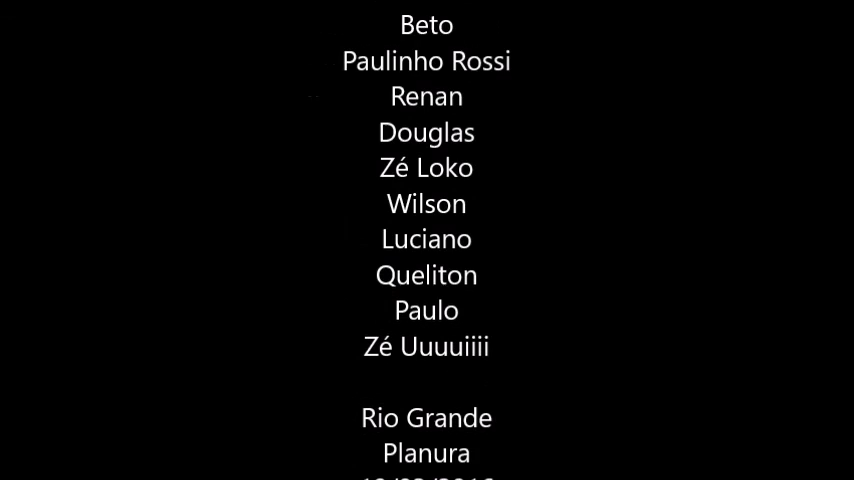 Beto
Paulinho Rossi
Renan
Douglas
Zé Loko
Wilson
Luciano
Queliton
Paulo
Zé Uuuuiiii
Rio Grande
Planura